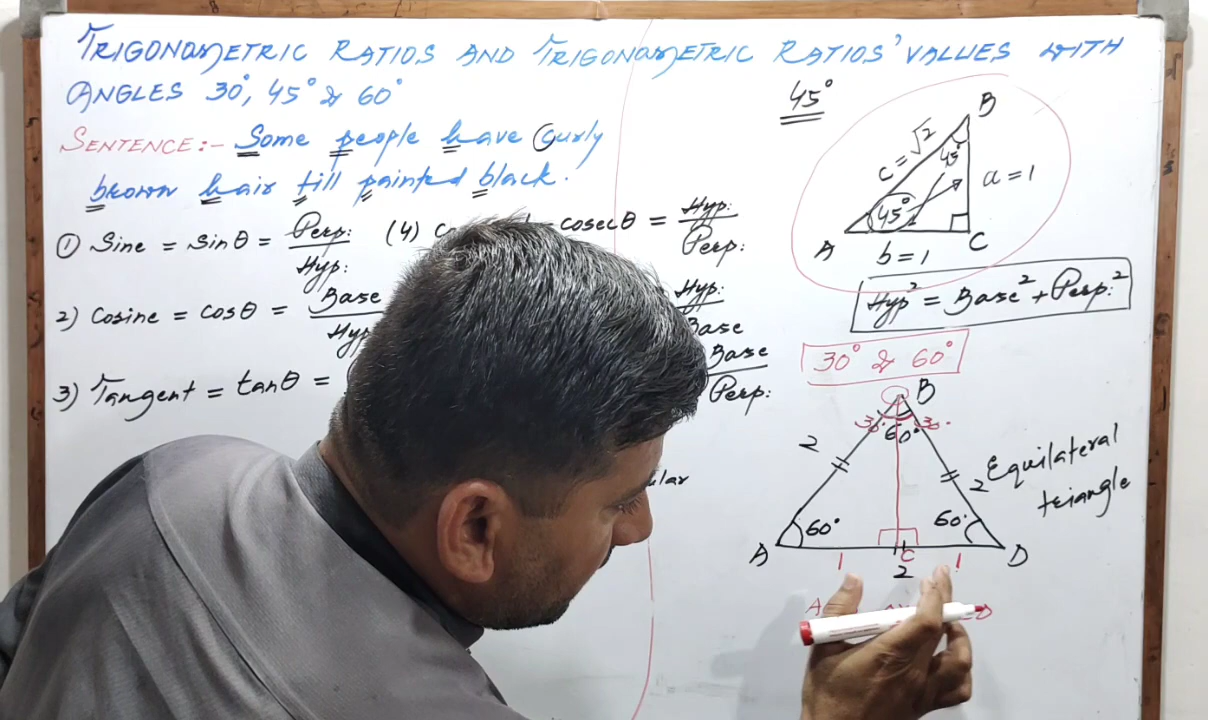 TRIGONOMETRIC RATIOS AND TRIGONOMETRIC RATIOS' VALUES WITH
ANGLES 30°, 45° & 60°
SENTENCE:- Some people have Curly
brown hair till painted black.
① Sine = sinθ = Perp: / Hyp:
(4) cosecθ = Hyp: / Perp:
2) Cosine = cosθ = Base
Hyp: / Base
3) Tangent = tanθ =
Base / Perp:
45°
B
c = √2
45°
a = 1
45°
A
C
b = 1
Hyp² = Base² + Perp:²
30° & 60°
B
30° 60° 30°
2
2
Equilateral
triangle
60° 60°
A
C
D
1
2
1